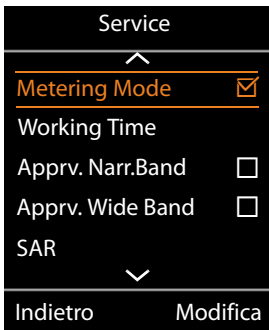 Service
Metering Mode
Working Time
Apprv. Narr.Band
Apprv. Wide Band
SAR
Indietro Modifica